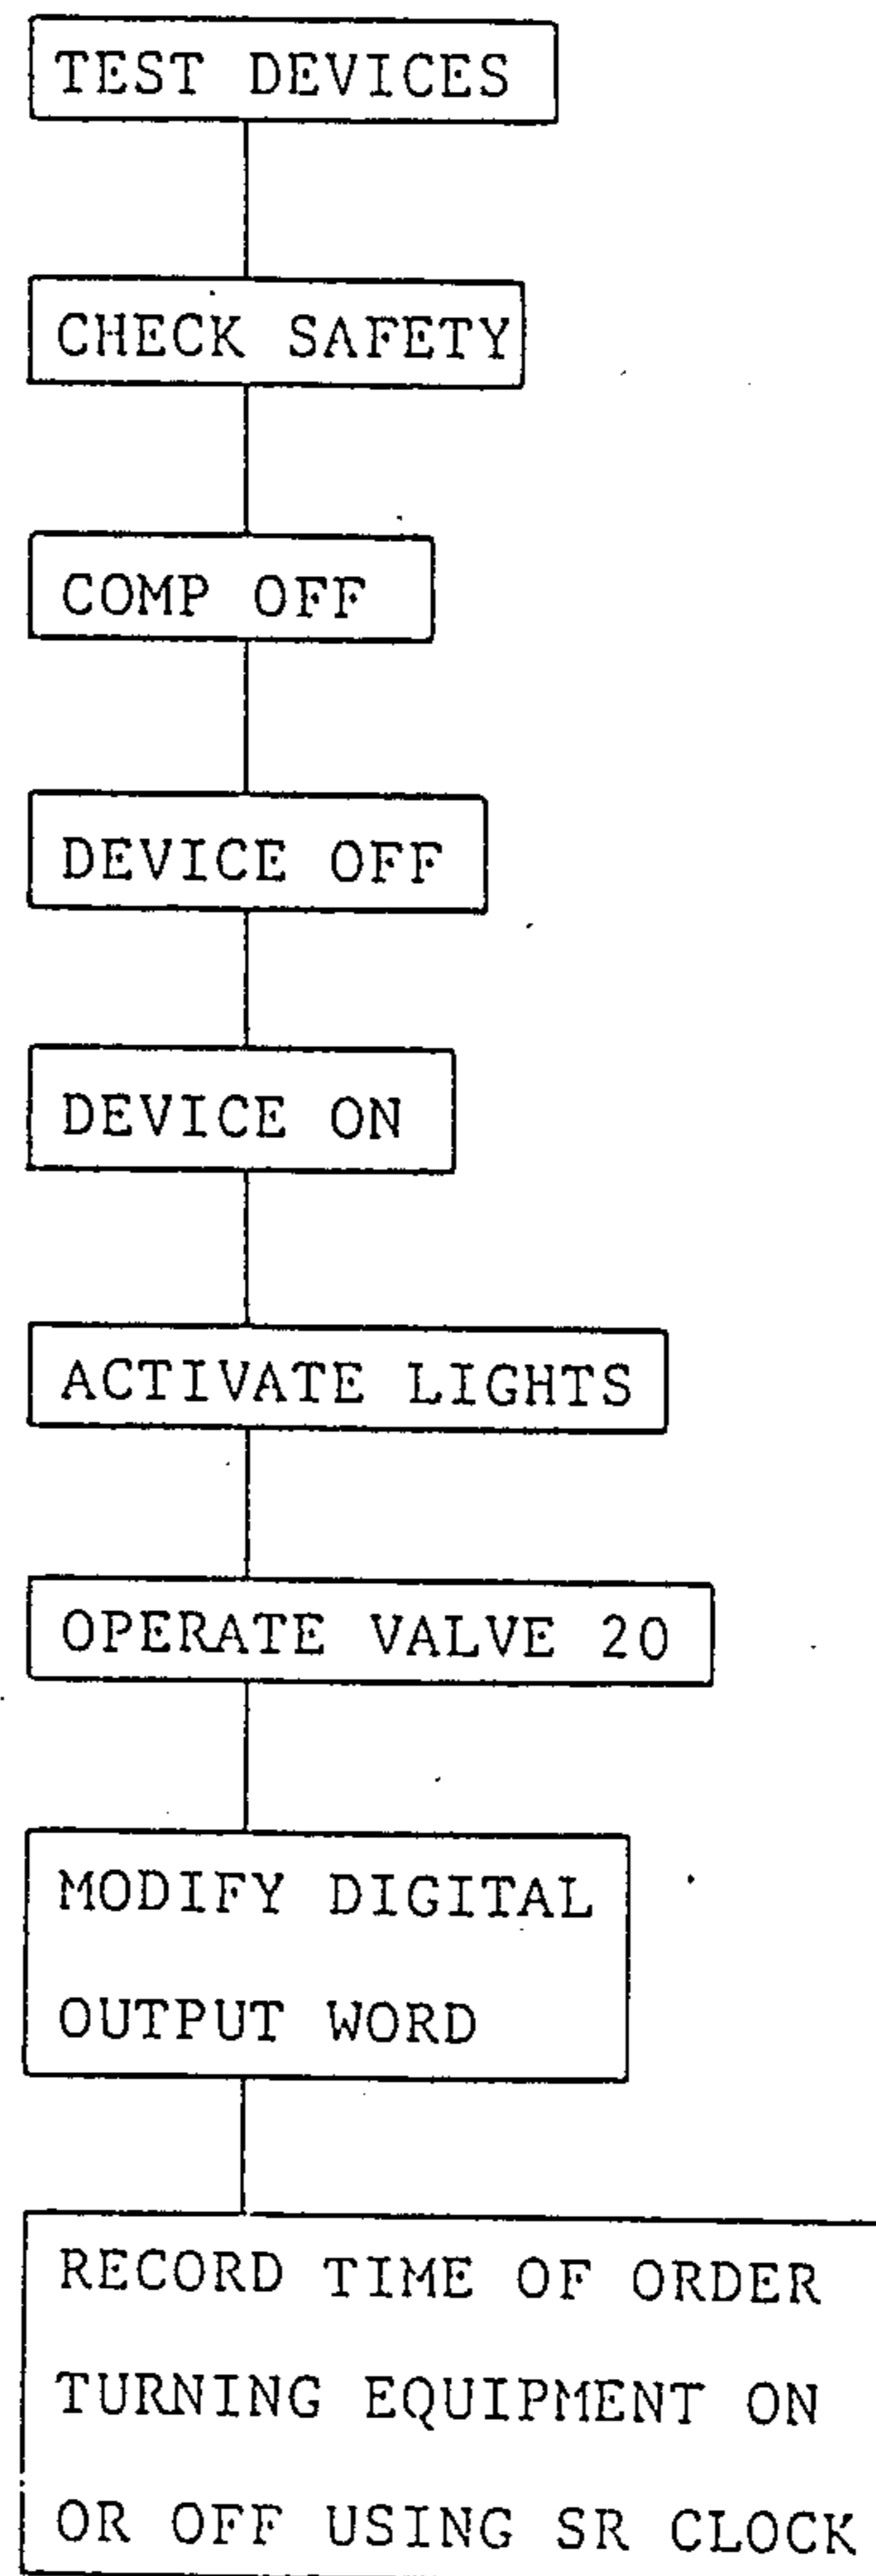 TEST DEVICES
CHECK SAFETY
COMP OFF
DEVICE OFF
DEVICE ON
ACTIVATE LIGHTS
OPERATE VALVE 20
MODIFY DIGITAL
OUTPUT WORD
RECORD TIME OF ORDER
TURNING EQUIPMENT ON
OR OFF USING SR CLOCK